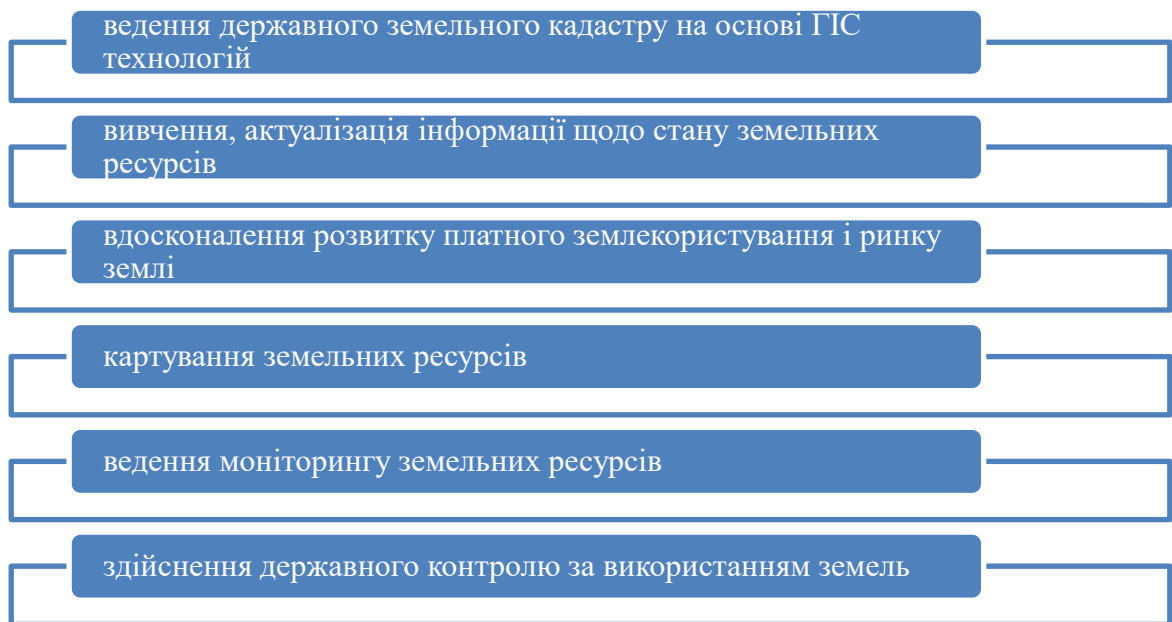 ведення державного земельного кадастру на основі ГІС
технологій
вивчення, актуалізація інформації щодо стану земельних
ресурсів
вдосконалення розвитку платного землекористування і ринку
землі
картування земельних ресурсів
ведення моніторингу земельних ресурсів
здійснення державного контролю за використанням земель